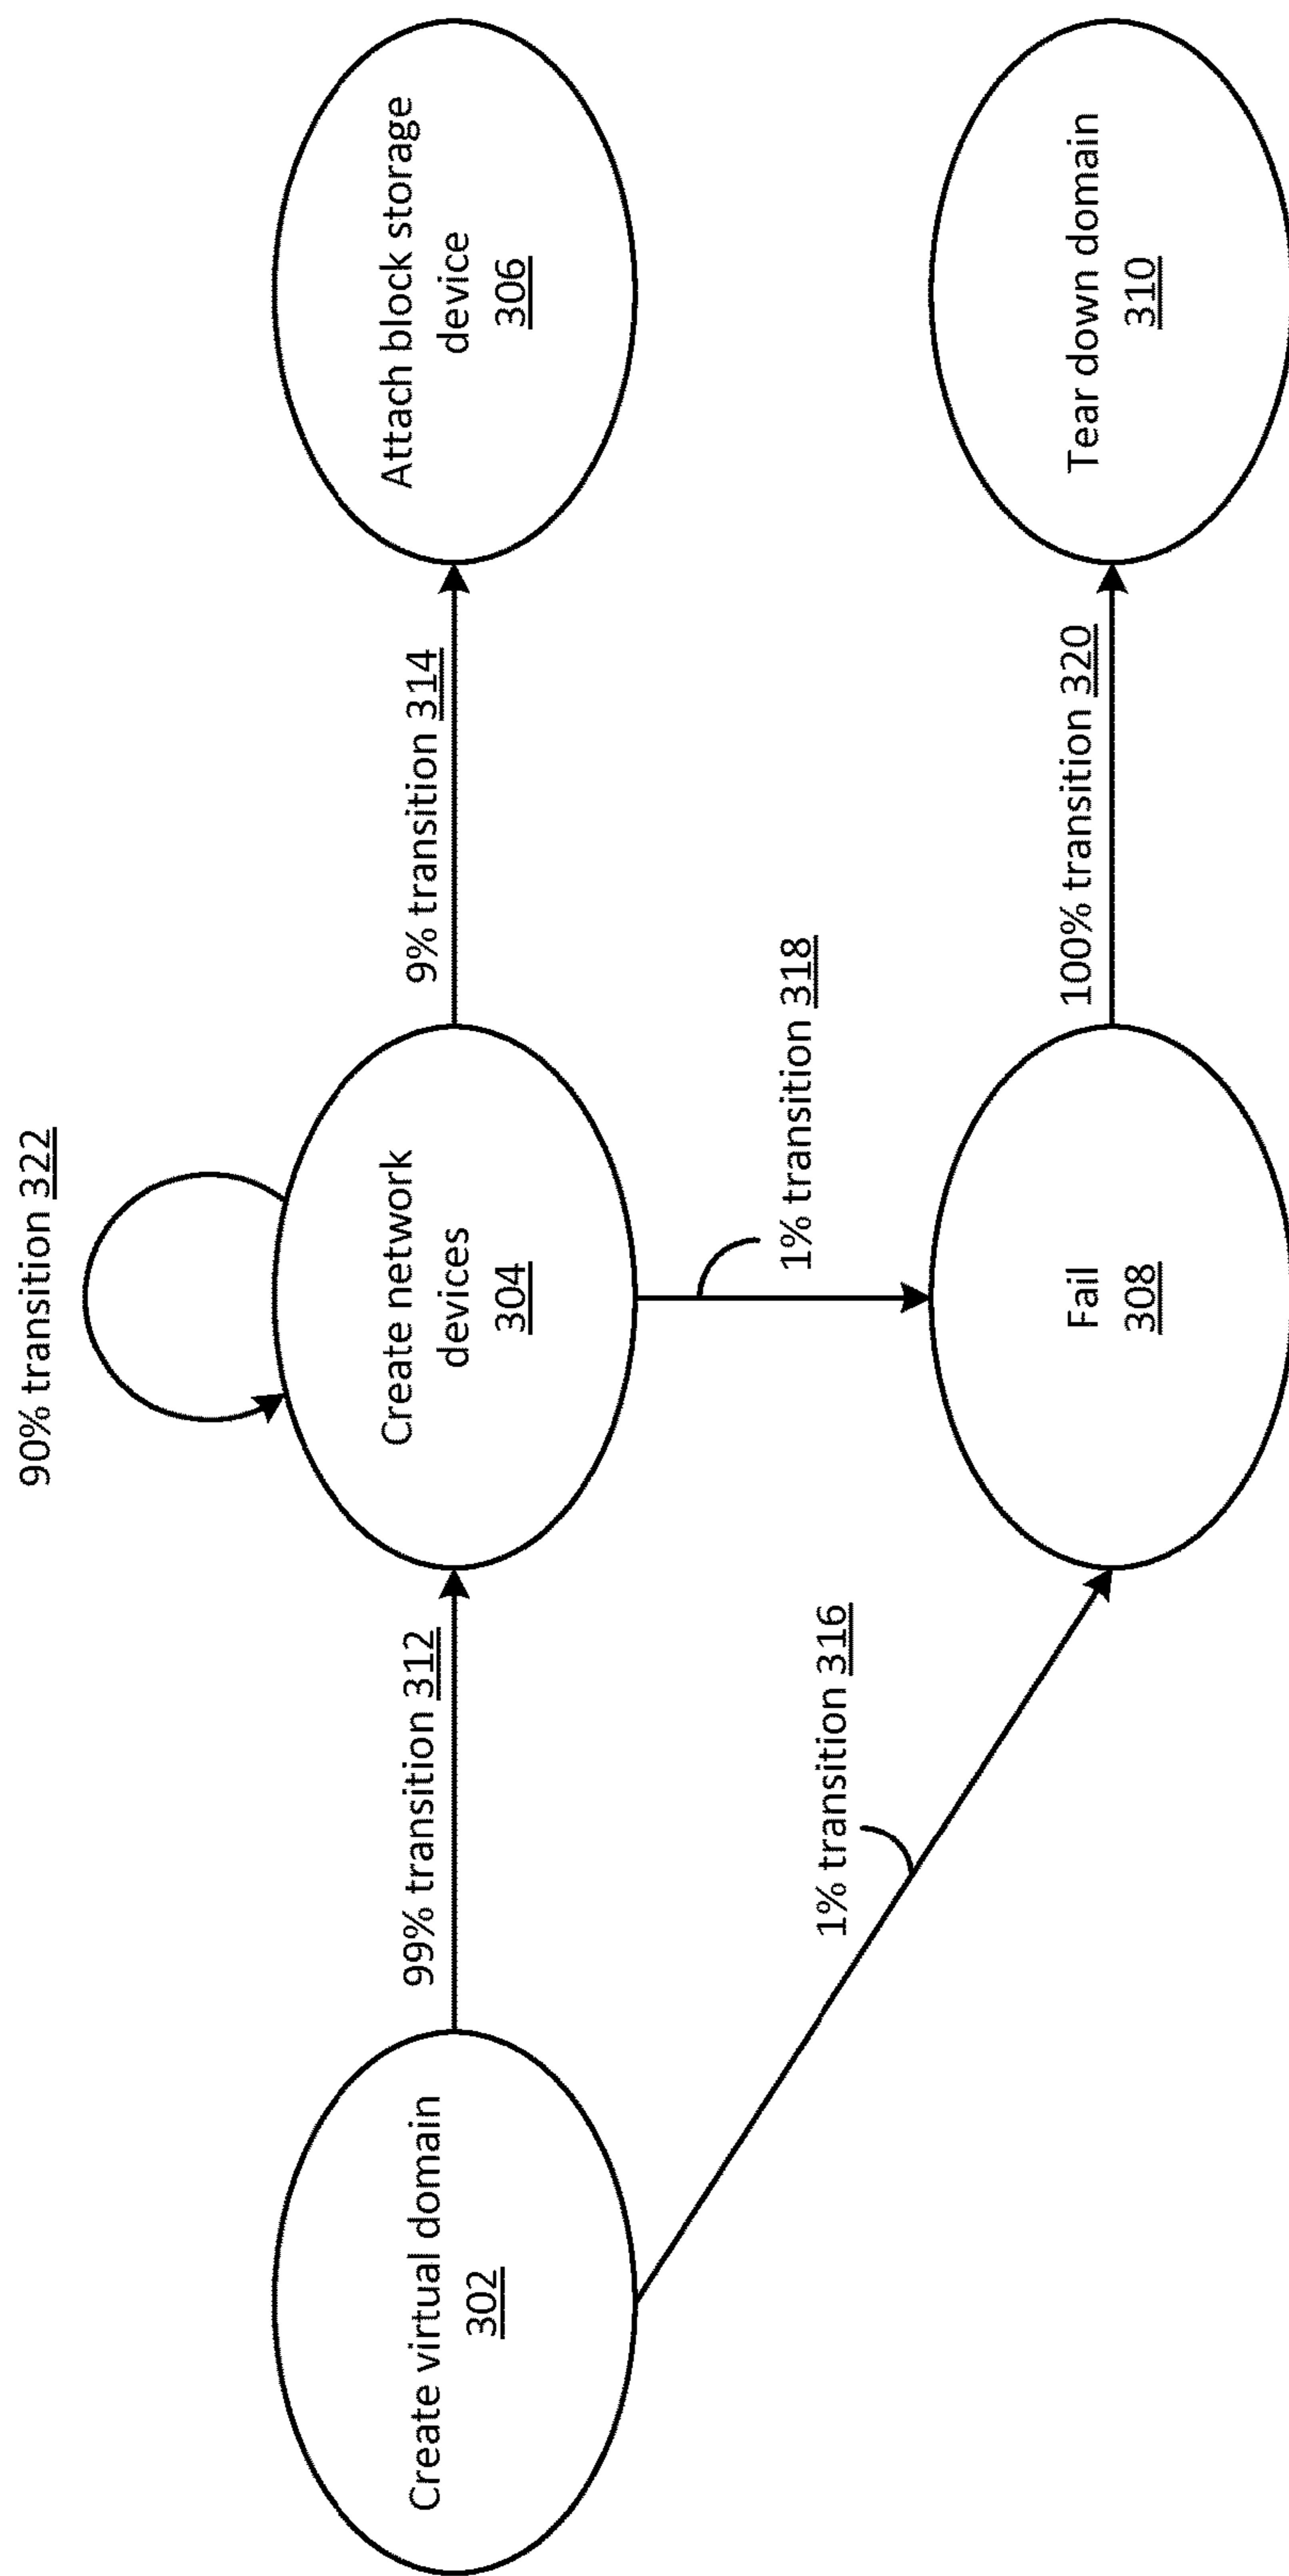 90% transition 322
Create virtual domain
302
99% transition 312
Create network
devices
304
9% transition 314
Attach block storage
device
306
1% transition 316
1% transition 318
Fail
308
100% transition 320
Tear down domain
310